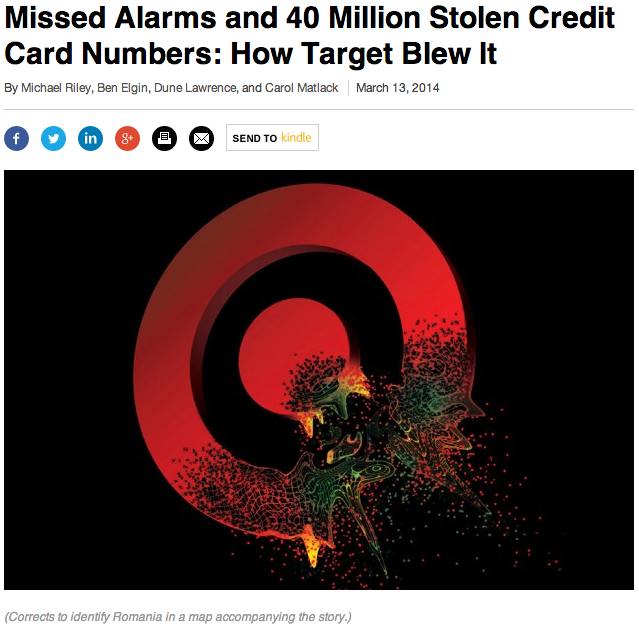 Missed Alarms and 40 Million Stolen Credit
Card Numbers: How Target Blew It
By Michael Riley, Ben Elgin, Dune Lawrence, and Carol Matlack | March 13, 2014
f in g+ SEND TO kindle
(Corrects to identify Romania in a map accompanying the story.)